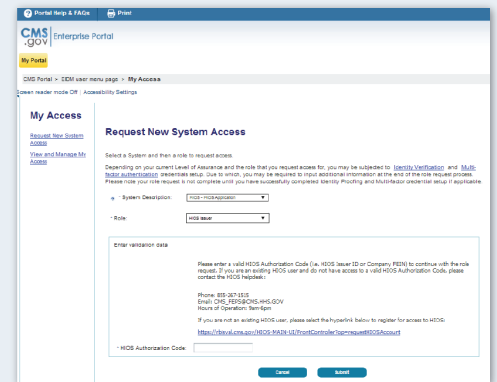 Portal Help & FAQs Print
CMS Enterprise Portal
.gov
My Portal
CMS Portal > EIDM user menu page > My Access
Screen reader mode Off | Accessibility Settings
My Access
Request New System
Access
View and Manage My
Access
Request New System Access
Select a System and then a role to request access.
Depending on your current Level of Assurance and the role that you request access for, you may be subjected to Identity Verification and Multi-
factor authentication credentials setup. Due to which, you may be required to input additional information at the end of the role request process.
Please note your role request is not complete until you have successfully completed Identity Proofing and Multi-factor credential setup if applicable
* System Description: HIOS - HIOS Application
* Role: HIOS Issuer
Enter validation data
Please enter a valid HIOS Authorization Code (i.e. HIOS Issuer ID or Company FEIN) to continue with the role
request. If you are an existing HIOS user and do not have access to a valid HIOS Authorization Code, please
contact the HIOS helpdesk:
Phone: 855-267-1515
Email: CMS_FEPS@CMS.HHS.GOV
Hours of Operation: 9am-6pm
If you are not an existing HIOS user, please select the hyperlink below to register for access to HIOS:
https://rbsval.cms.gov/HIOS-MAIN-UI/FrontController?op=requestHIOSAccount
* HIOS Authorization Code:
Cancel Submit